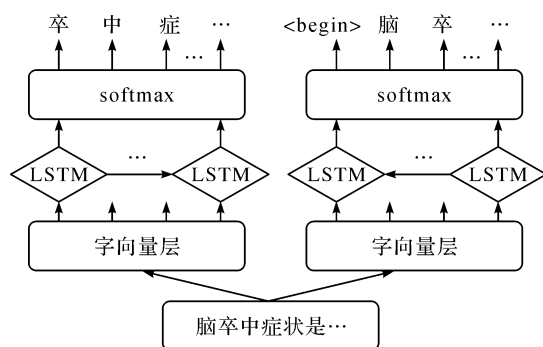 卒 中 症 … <begin> 脑 卒 …
… …
softmax softmax
… …
LSTM LSTM LSTM LSTM
字向量层 字向量层
脑卒中症状是…